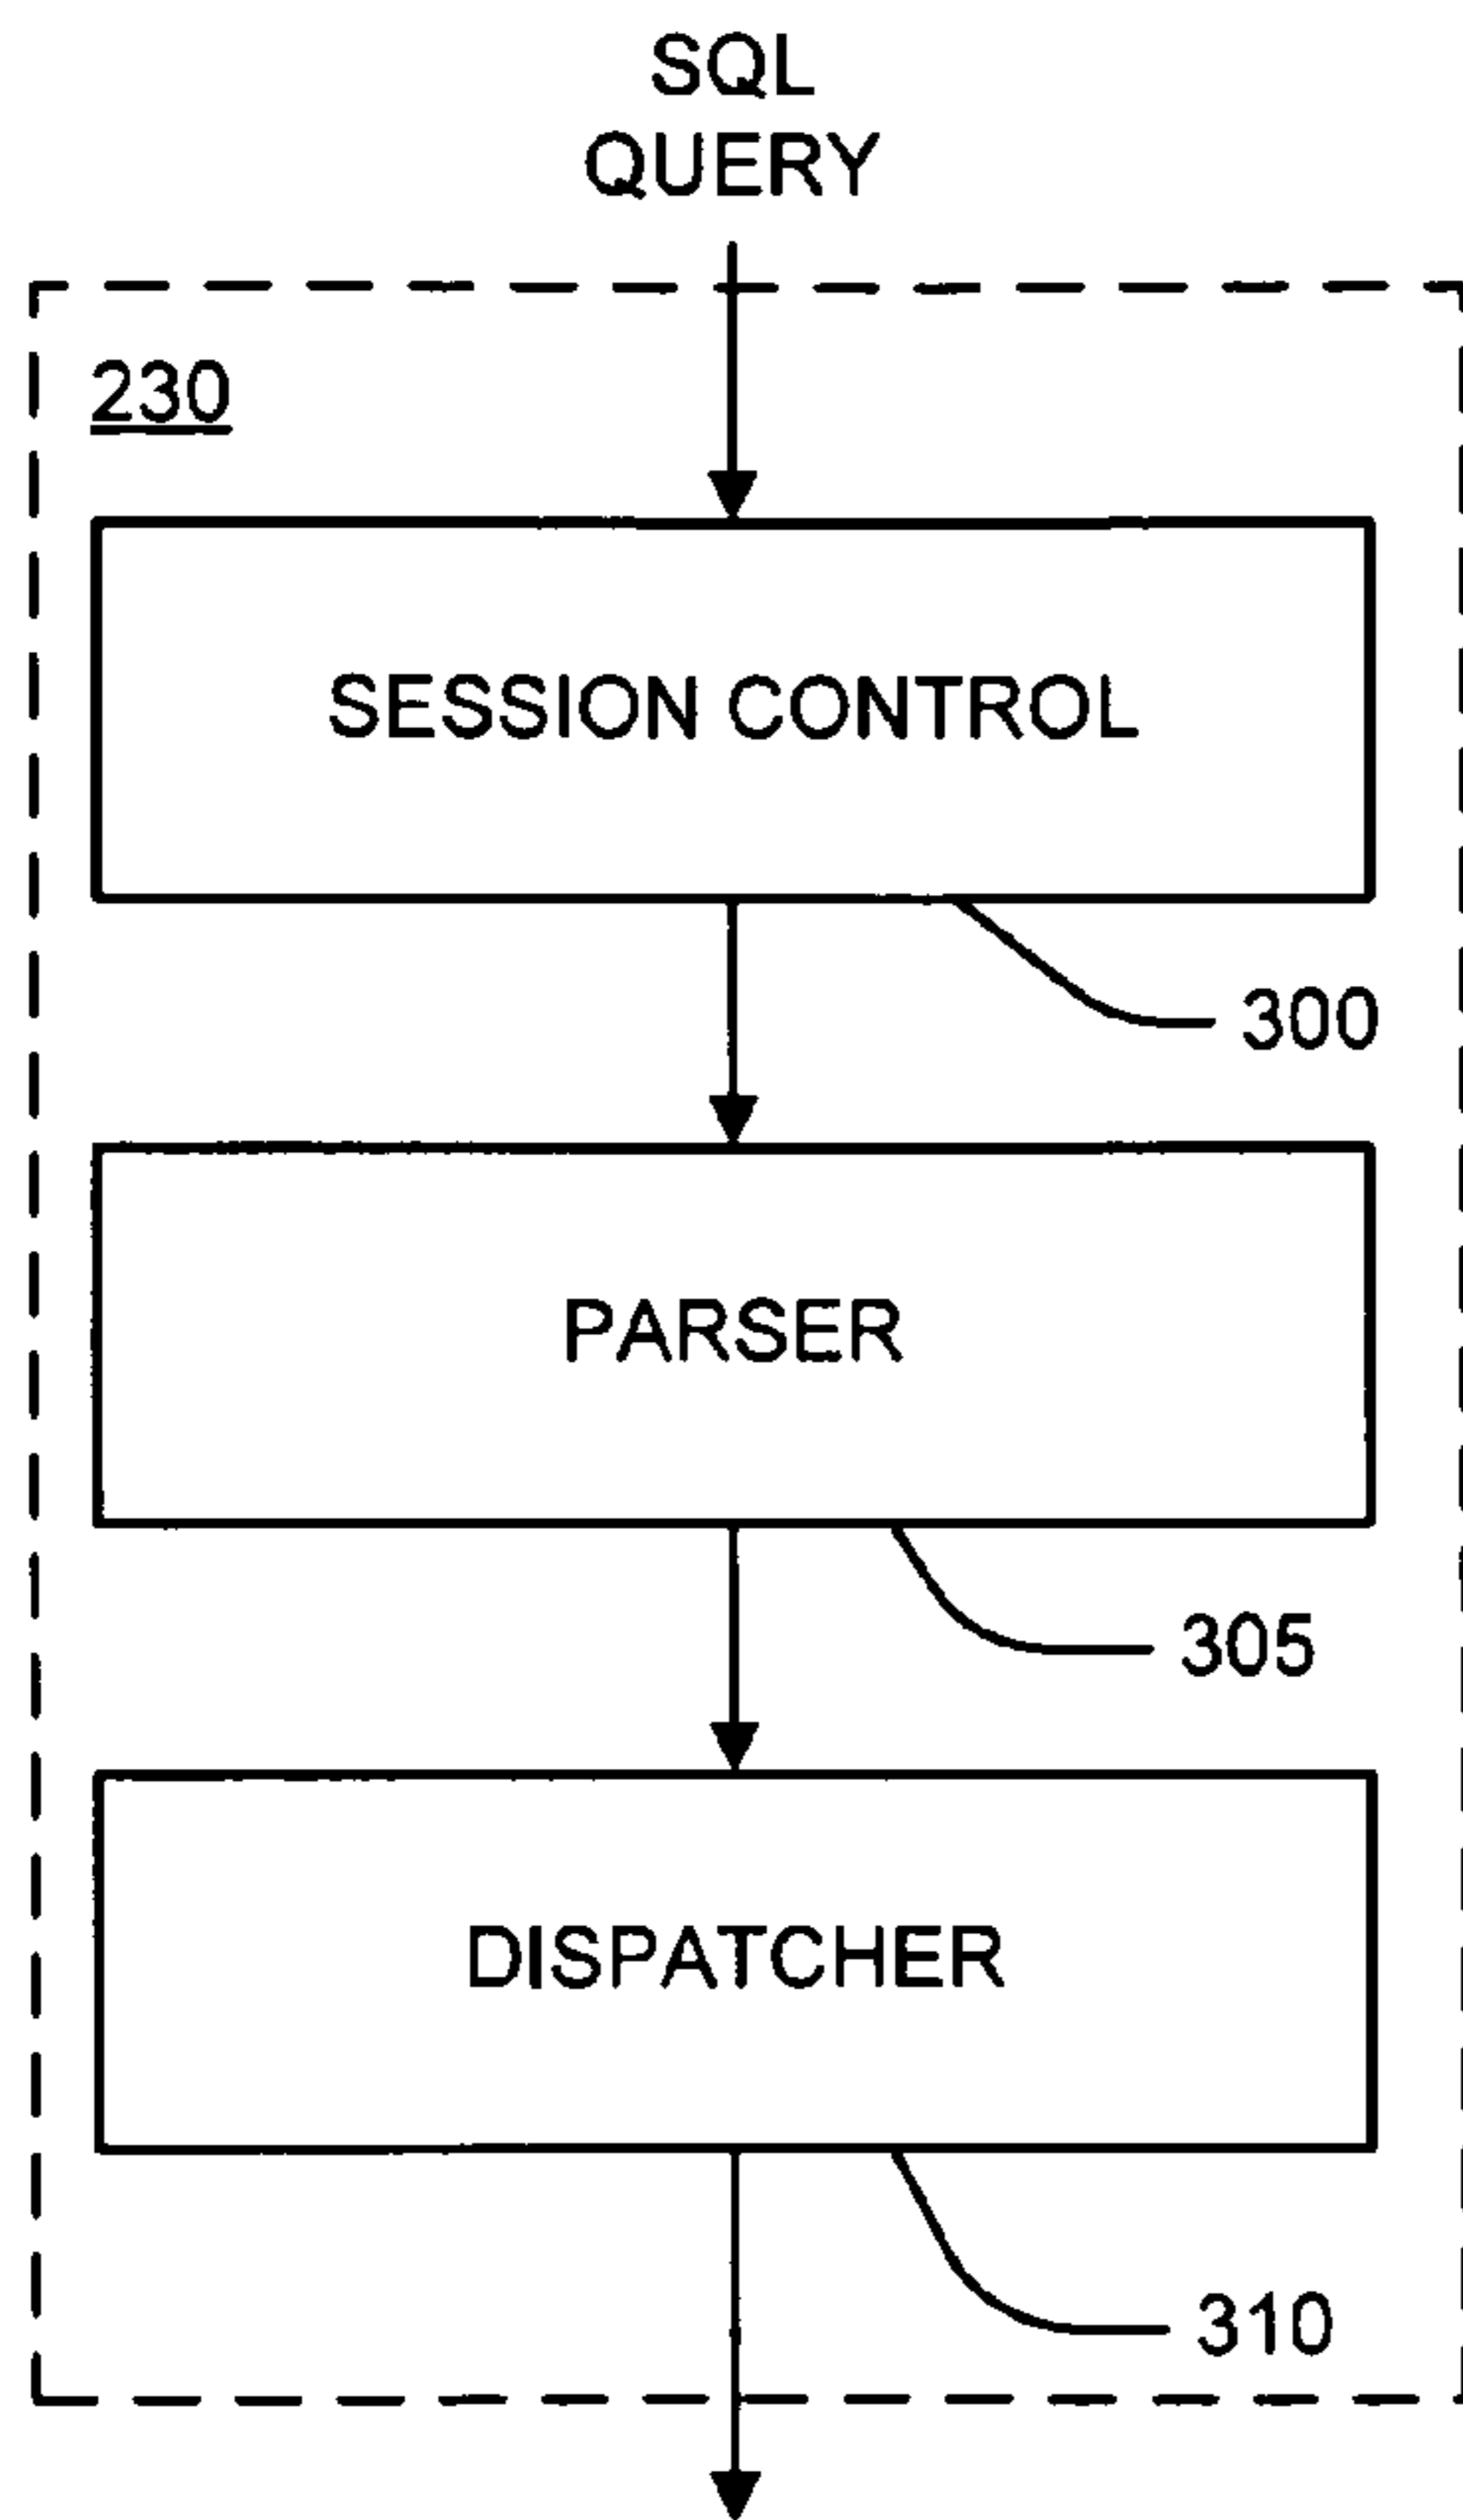 SQL
QUERY
230
SESSION CONTROL
300
PARSER
305
DISPATCHER
310